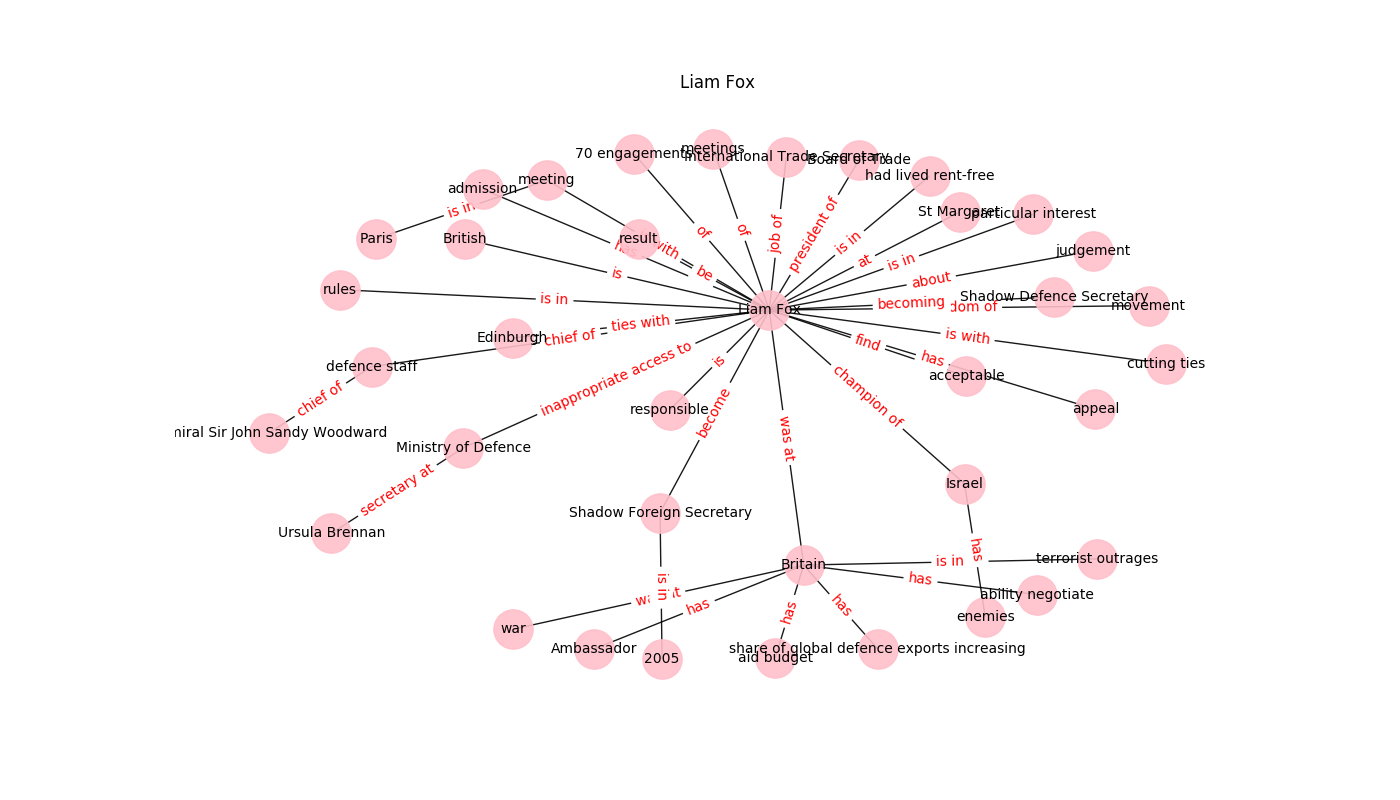 Liam Fox
70 engagements
meetings
International Trade Secretary
Board of Trade
had lived rent-free
admission
meeting
St Margaret
particular interest
Paris
is in
British
result
of
of
job of
president of
is in
at
is in
judgement
with
be
is
about
rules
is in
Shadow Defence Secretary
becoming
dom of
movement
Liam Fox
Edinburgh
chief of
ties with
is with
cutting ties
find
has
defence staff
inappropriate access to
is
acceptable
chief of
become
champion of
appeal
responsible
miral Sir John Sandy Woodward
Ministry of Defence
was at
secretary at
Israel
Shadow Foreign Secretary
Ursula Brennan
has
Britain
is in
terrorist outrages
is in
has
ability negotiate
has
has
has
enemies
war
Ambassador
2005
aid budget
share of global defence exports increasing